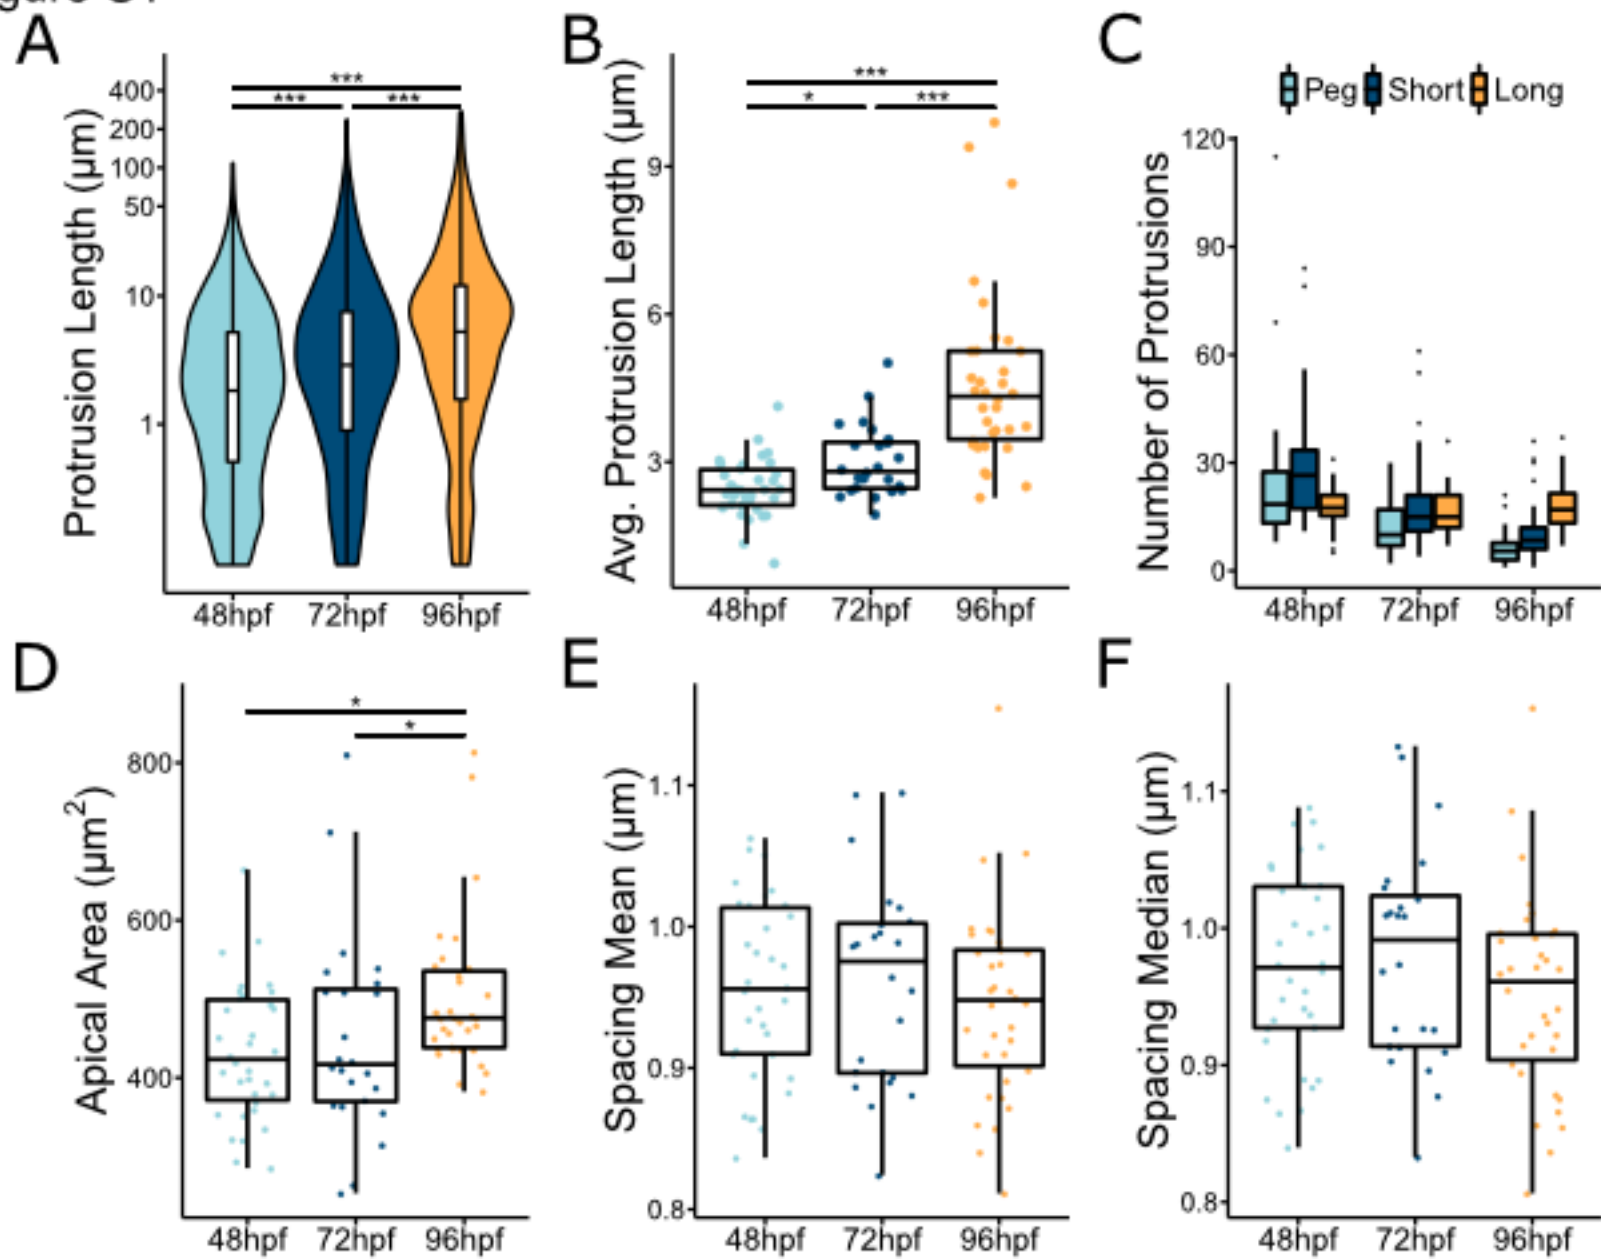 A
Protrusion Length (µm)
400
200
100
50
10
1
***
***
***
48hpf
72hpf
96hpf
B
Avg. Protrusion Length (µm)
9
6
3
***
*
***
48hpf
72hpf
96hpf
C
Peg
Short
Long
Number of Protrusions
120
90
60
30
0
48hpf
72hpf
96hpf
D
Apical Area (µm2)
800
600
400
*
*
48hpf
72hpf
96hpf
E
Spacing Mean (µm)
1.1
1.0
0.9
0.8
48hpf
72hpf
96hpf
F
Spacing Median (µm)
1.1
1.0
0.9
0.8
48hpf
72hpf
96hpf